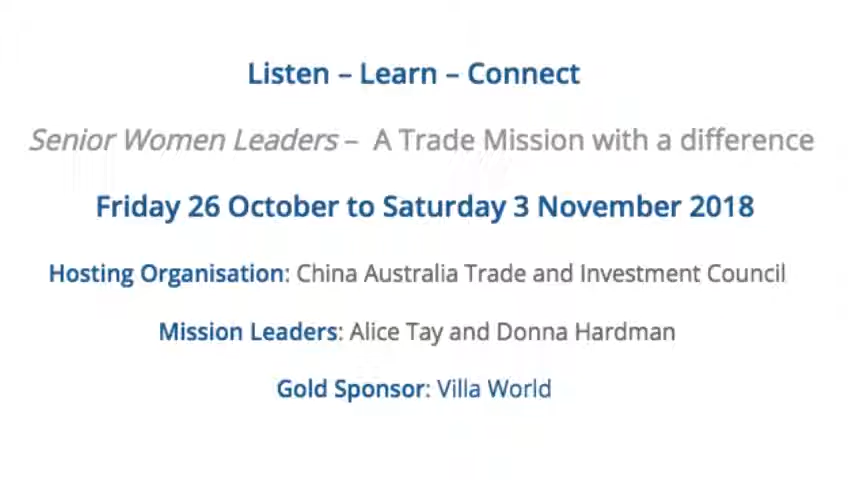 Listen – Learn – Connect
Senior Women Leaders – A Trade Mission with a difference
Friday 26 October to Saturday 3 November 2018
Hosting Organisation: China Australia Trade and Investment Council
Mission Leaders: Alice Tay and Donna Hardman
Gold Sponsor: Villa World